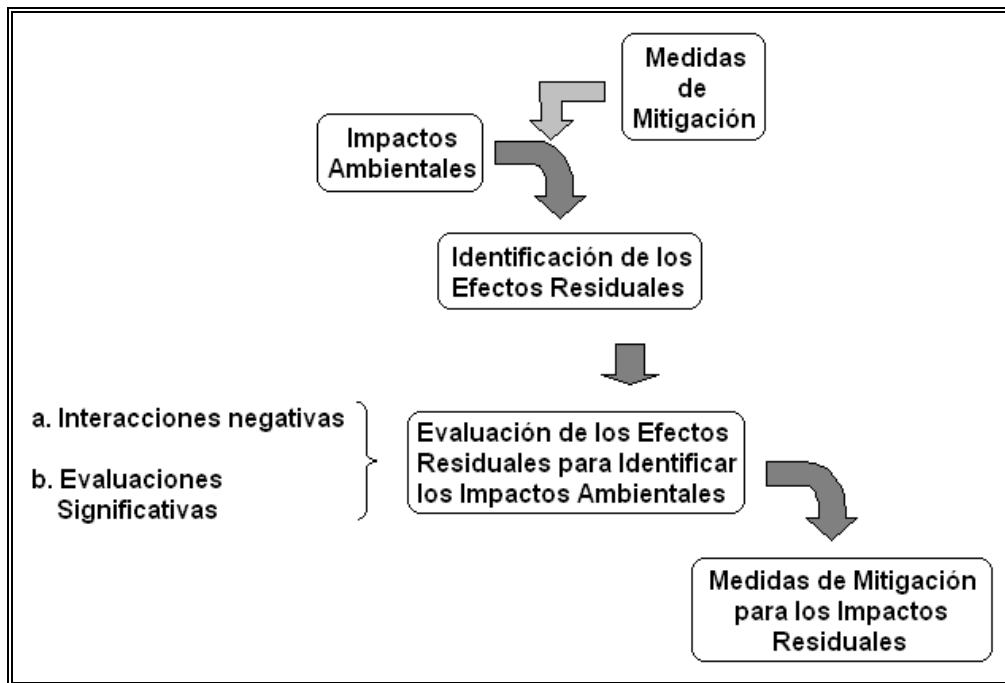 Medidas
de
Mitigación
Impactos
Ambientales
Identificación de los
Efectos Residuales
a. Interacciones negativas
b. Evaluaciones
Significativas
Evaluación de los Efectos
Residuales para Identificar
los Impactos Ambientales
Medidas de Mitigación
para los Impactos
Residuales